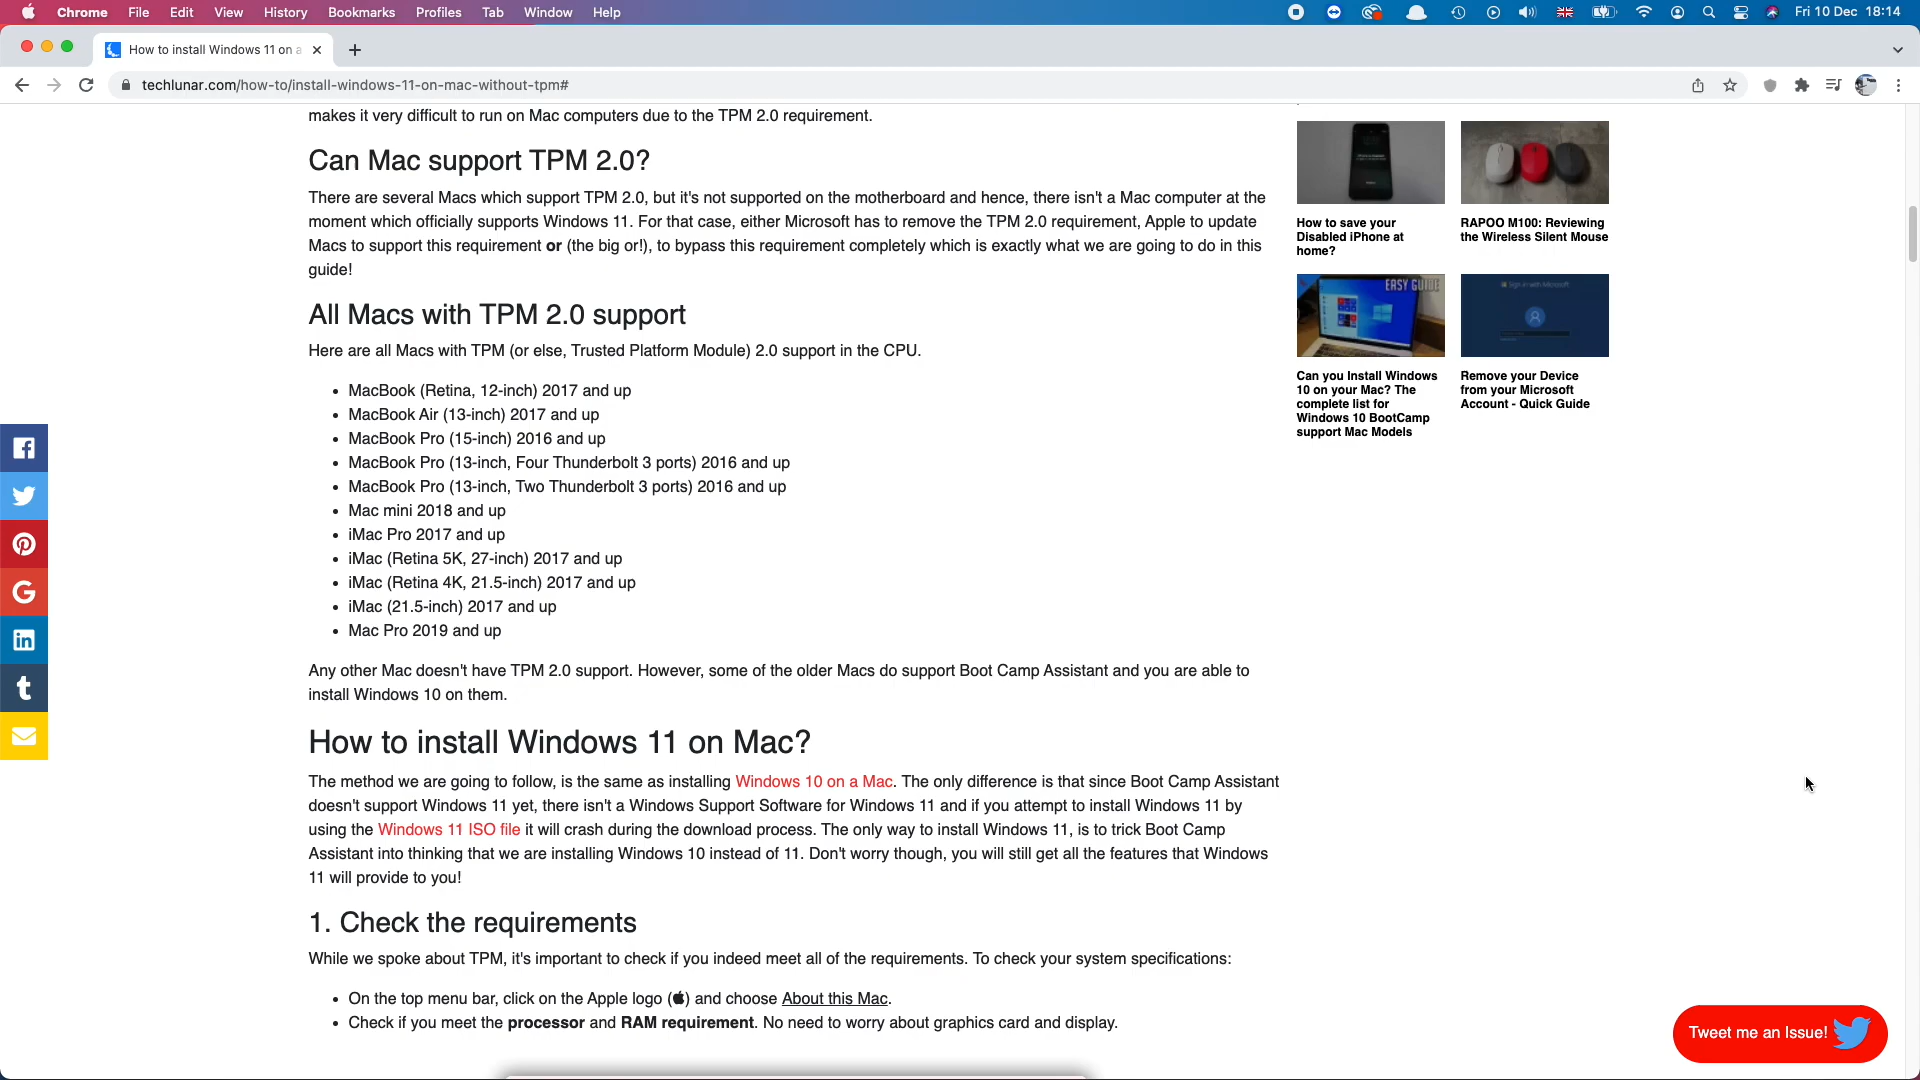 Chrome File Edit View History Bookmarks Profiles Tab Window Help
Fri 10 Dec 18:14
How to install Windows 11 on a
techlunar.com/how-to/install-windows-11-on-mac-without-tpm#
makes it very difficult to run on Mac computers due to the TPM 2.0 requirement.
Can Mac support TPM 2.0?
There are several Macs which support TPM 2.0, but it's not supported on the motherboard and hence, there isn't a Mac computer at the
moment which officially supports Windows 11. For that case, either Microsoft has to remove the TPM 2.0 requirement, Apple to update
Macs to support this requirement or (the big or!), to bypass this requirement completely which is exactly what we are going to do in this
guide!
All Macs with TPM 2.0 support
Here are all Macs with TPM (or else, Trusted Platform Module) 2.0 support in the CPU.
• MacBook (Retina, 12-inch) 2017 and up
• MacBook Air (13-inch) 2017 and up
• MacBook Pro (15-inch) 2016 and up
• MacBook Pro (13-inch, Four Thunderbolt 3 ports) 2016 and up
• MacBook Pro (13-inch, Two Thunderbolt 3 ports) 2016 and up
• Mac mini 2018 and up
• iMac Pro 2017 and up
• iMac (Retina 5K, 27-inch) 2017 and up
• iMac (Retina 4K, 21.5-inch) 2017 and up
• iMac (21.5-inch) 2017 and up
• Mac Pro 2019 and up
Any other Mac doesn't have TPM 2.0 support. However, some of the older Macs do support Boot Camp Assistant and you are able to
install Windows 10 on them.
How to install Windows 11 on Mac?
The method we are going to follow, is the same as installing Windows 10 on a Mac. The only difference is that since Boot Camp Assistant
doesn't support Windows 11 yet, there isn't a Windows Support Software for Windows 11 and if you attempt to install Windows 11 by
using the Windows 11 ISO file it will crash during the download process. The only way to install Windows 11, is to trick Boot Camp
Assistant into thinking that we are installing Windows 10 instead of 11. Don't worry though, you will still get all the features that Windows
11 will provide to you!
1. Check the requirements
While we spoke about TPM, it's important to check if you indeed meet all of the requirements. To check your system specifications:
• On the top menu bar, click on the Apple logo () and choose About this Mac.
• Check if you meet the processor and RAM requirement. No need to worry about graphics card and display.
How to save your
Disabled iPhone at
home?
RAPOO M100: Reviewing
the Wireless Silent Mouse
EASY GUIDE
Sign in with Microsoft
Can you Install Windows
10 on your Mac? The
complete list for
Windows 10 BootCamp
support Mac Models
Remove your Device
from your Microsoft
Account - Quick Guide
Tweet me an Issue!